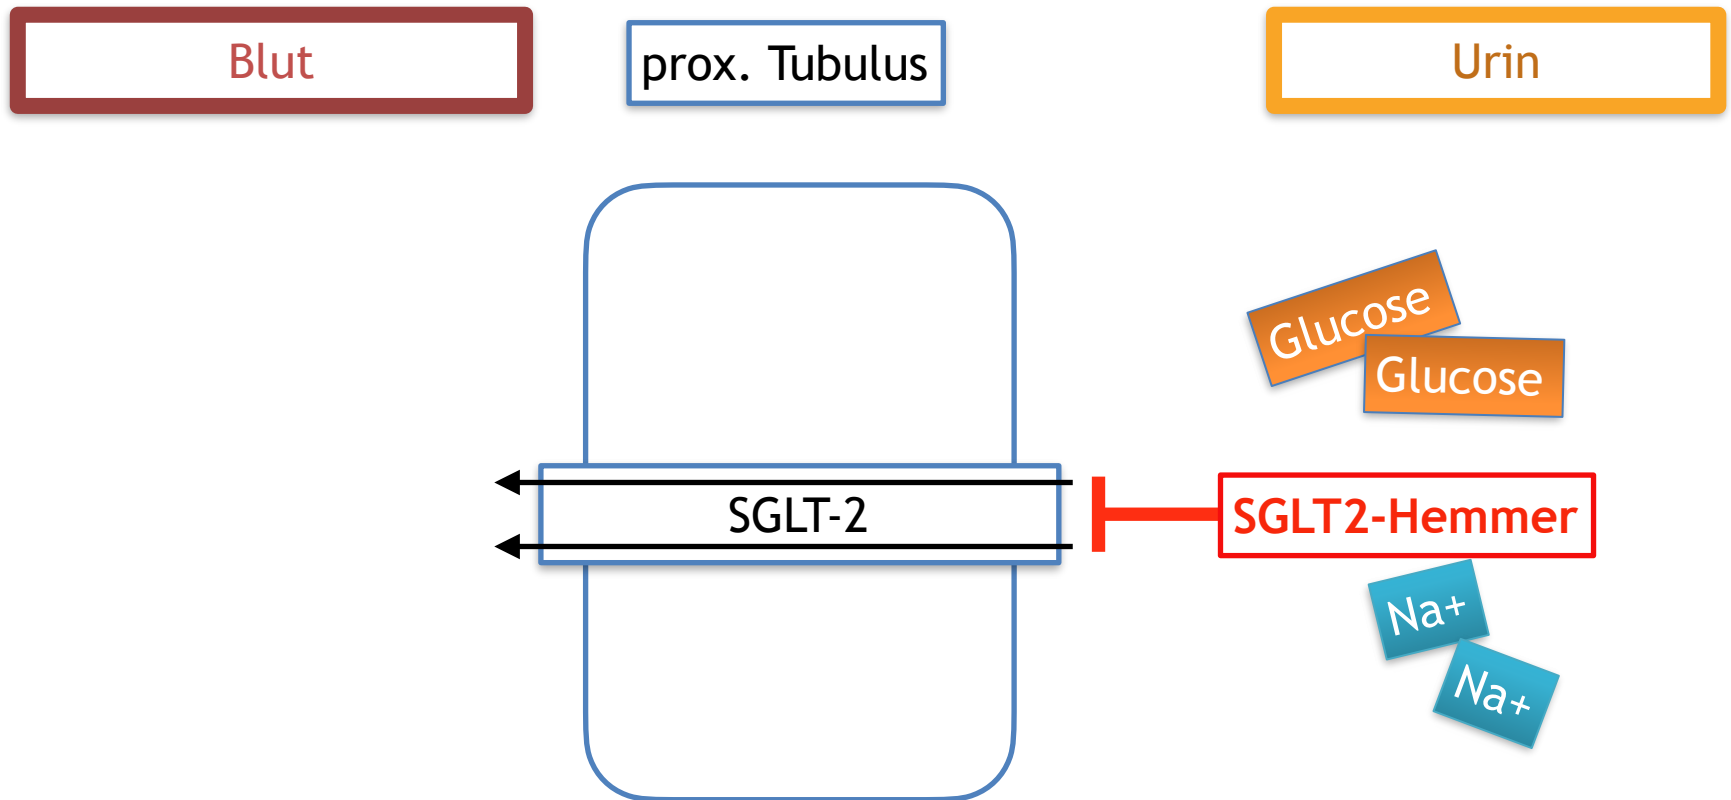 Blut
prox. Tubulus
Urin
Glucose
Glucose
SGLT-2
SGLT2-Hemmer
Na+
Na+